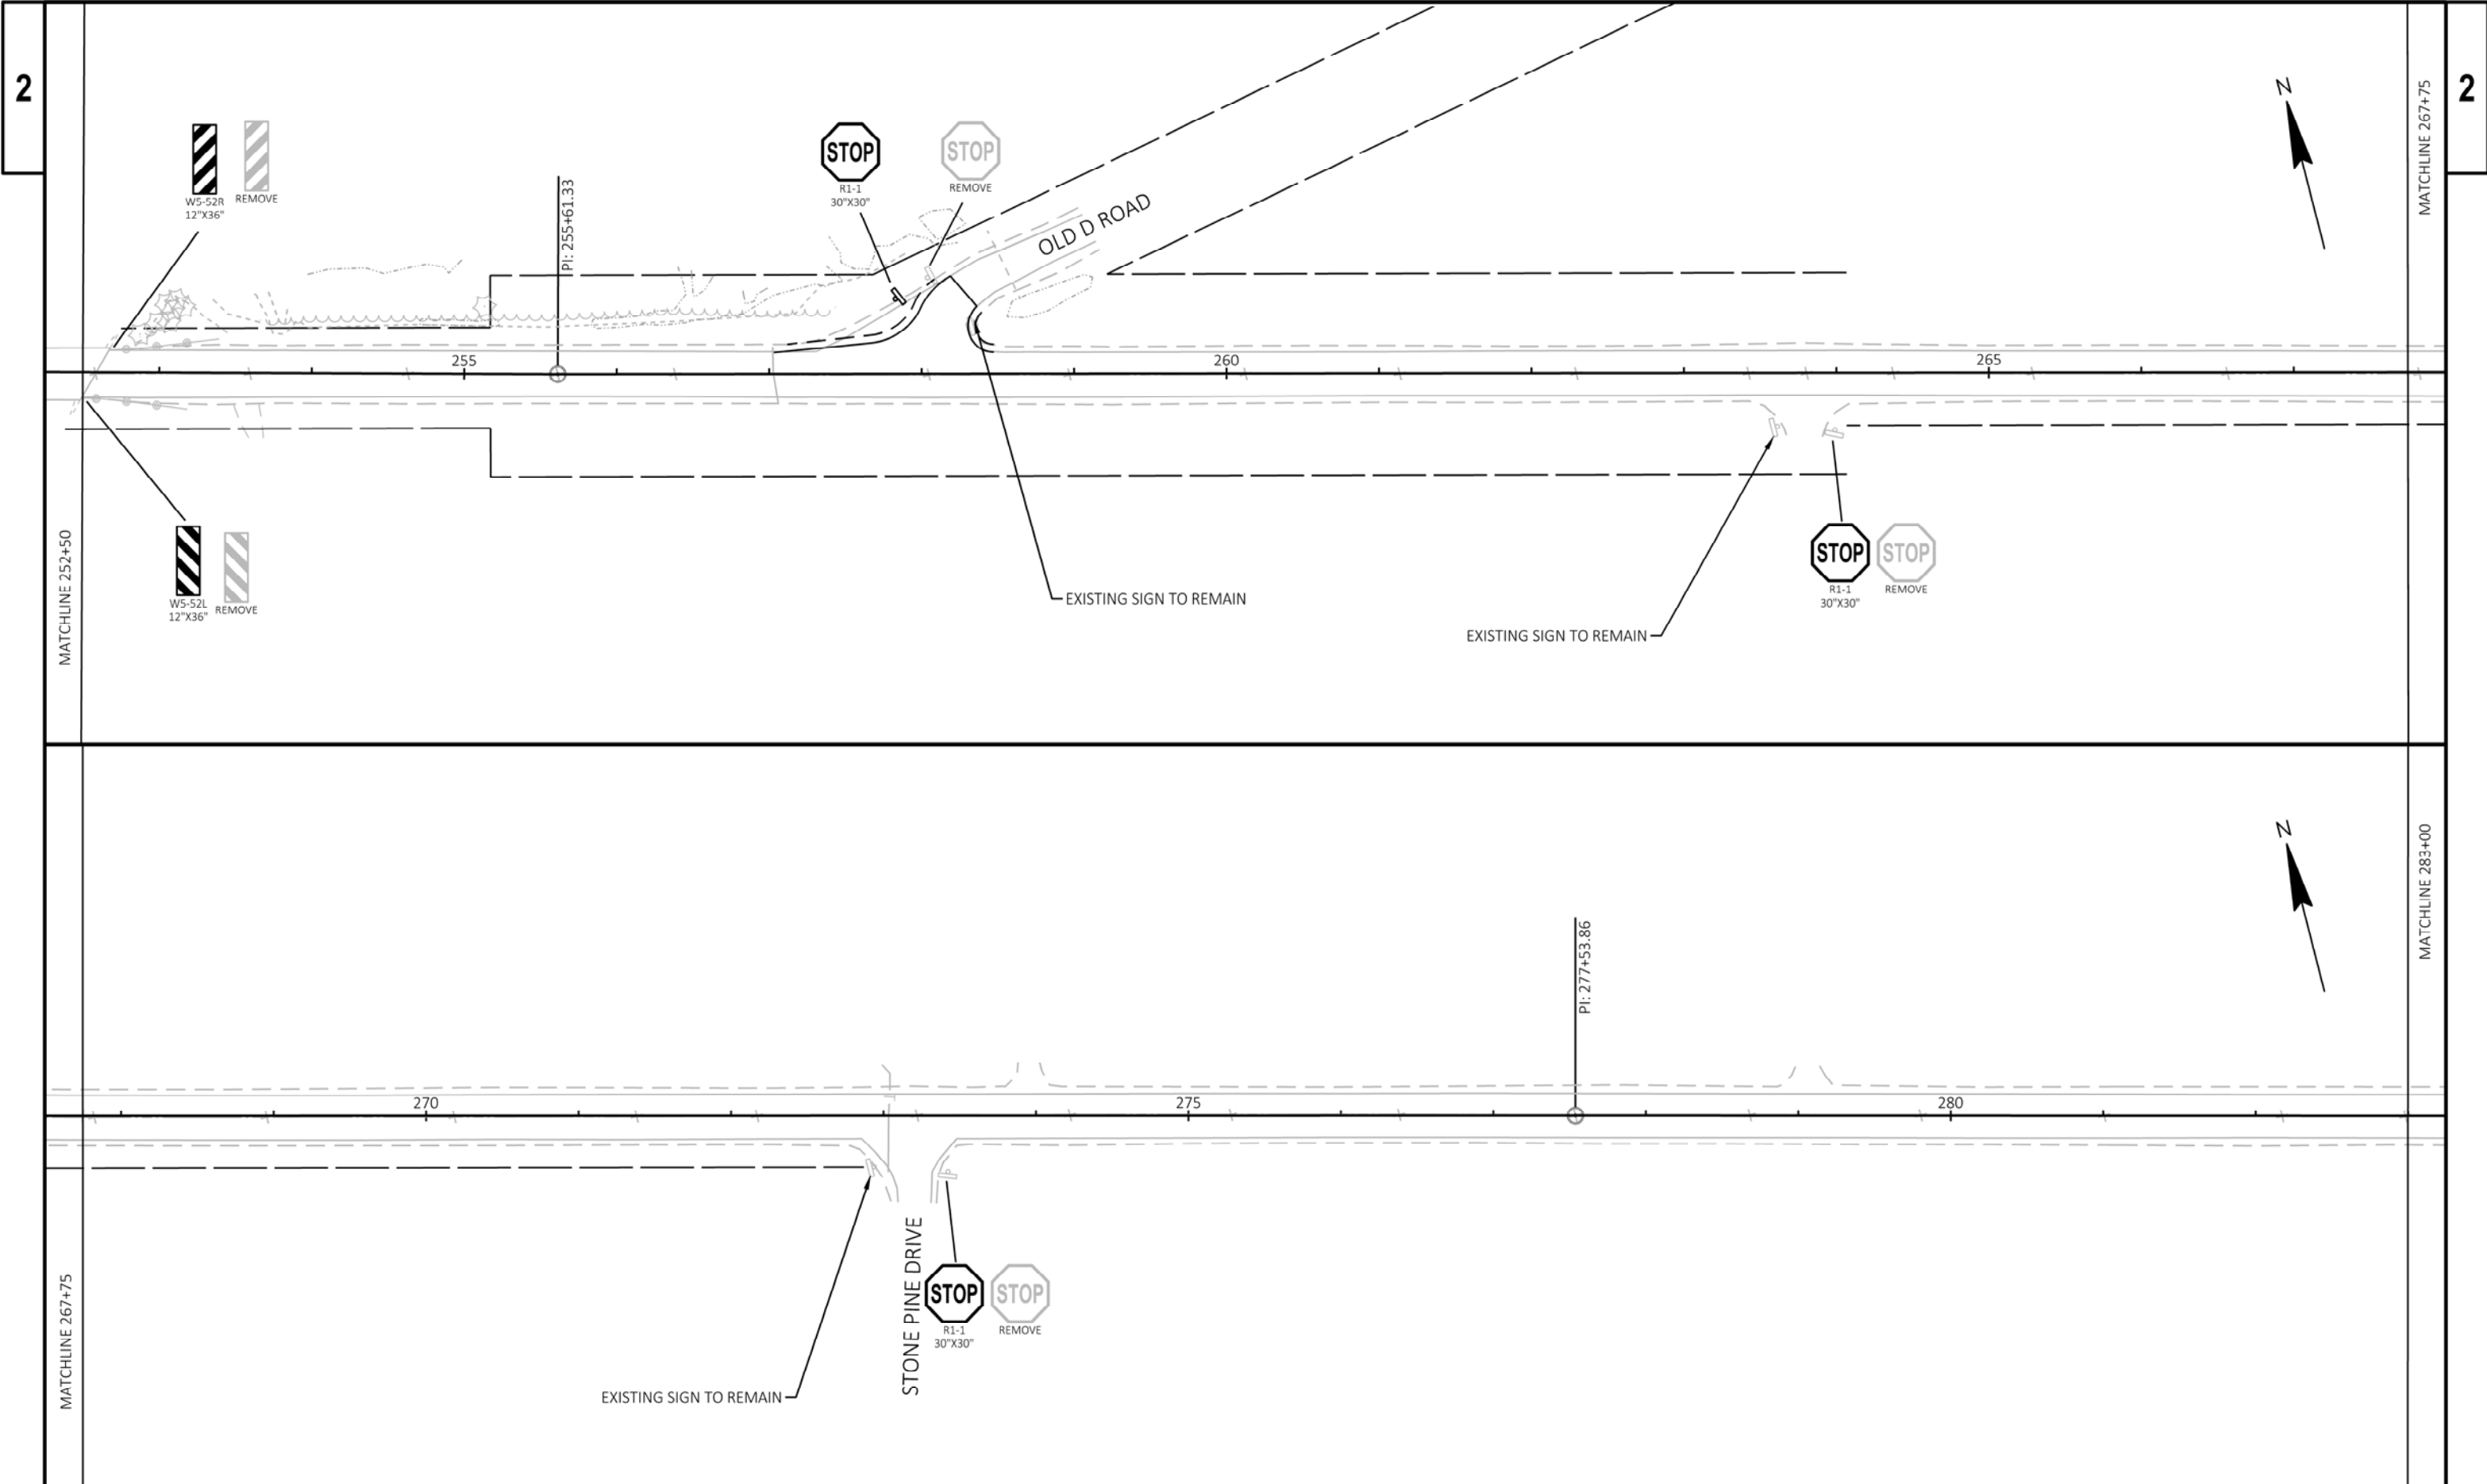 2
2
W5-52R
12"X36"
REMOVE
PI: 255+61.33
STOP
R1-1
30"X30"
STOP
REMOVE
OLD D ROAD
N
MATCHLINE 267+75
255
260
265
MATCHLINE 252+50
W5-52L
12"X36"
REMOVE
EXISTING SIGN TO REMAIN
EXISTING SIGN TO REMAIN
STOP
R1-1
30"X30"
STOP
REMOVE
N
MATCHLINE 283+00
PI: 277+53.86
270
275
280
MATCHLINE 267+75
STONE PINE DRIVE
STOP
R1-1
30"X30"
STOP
REMOVE
EXISTING SIGN TO REMAIN